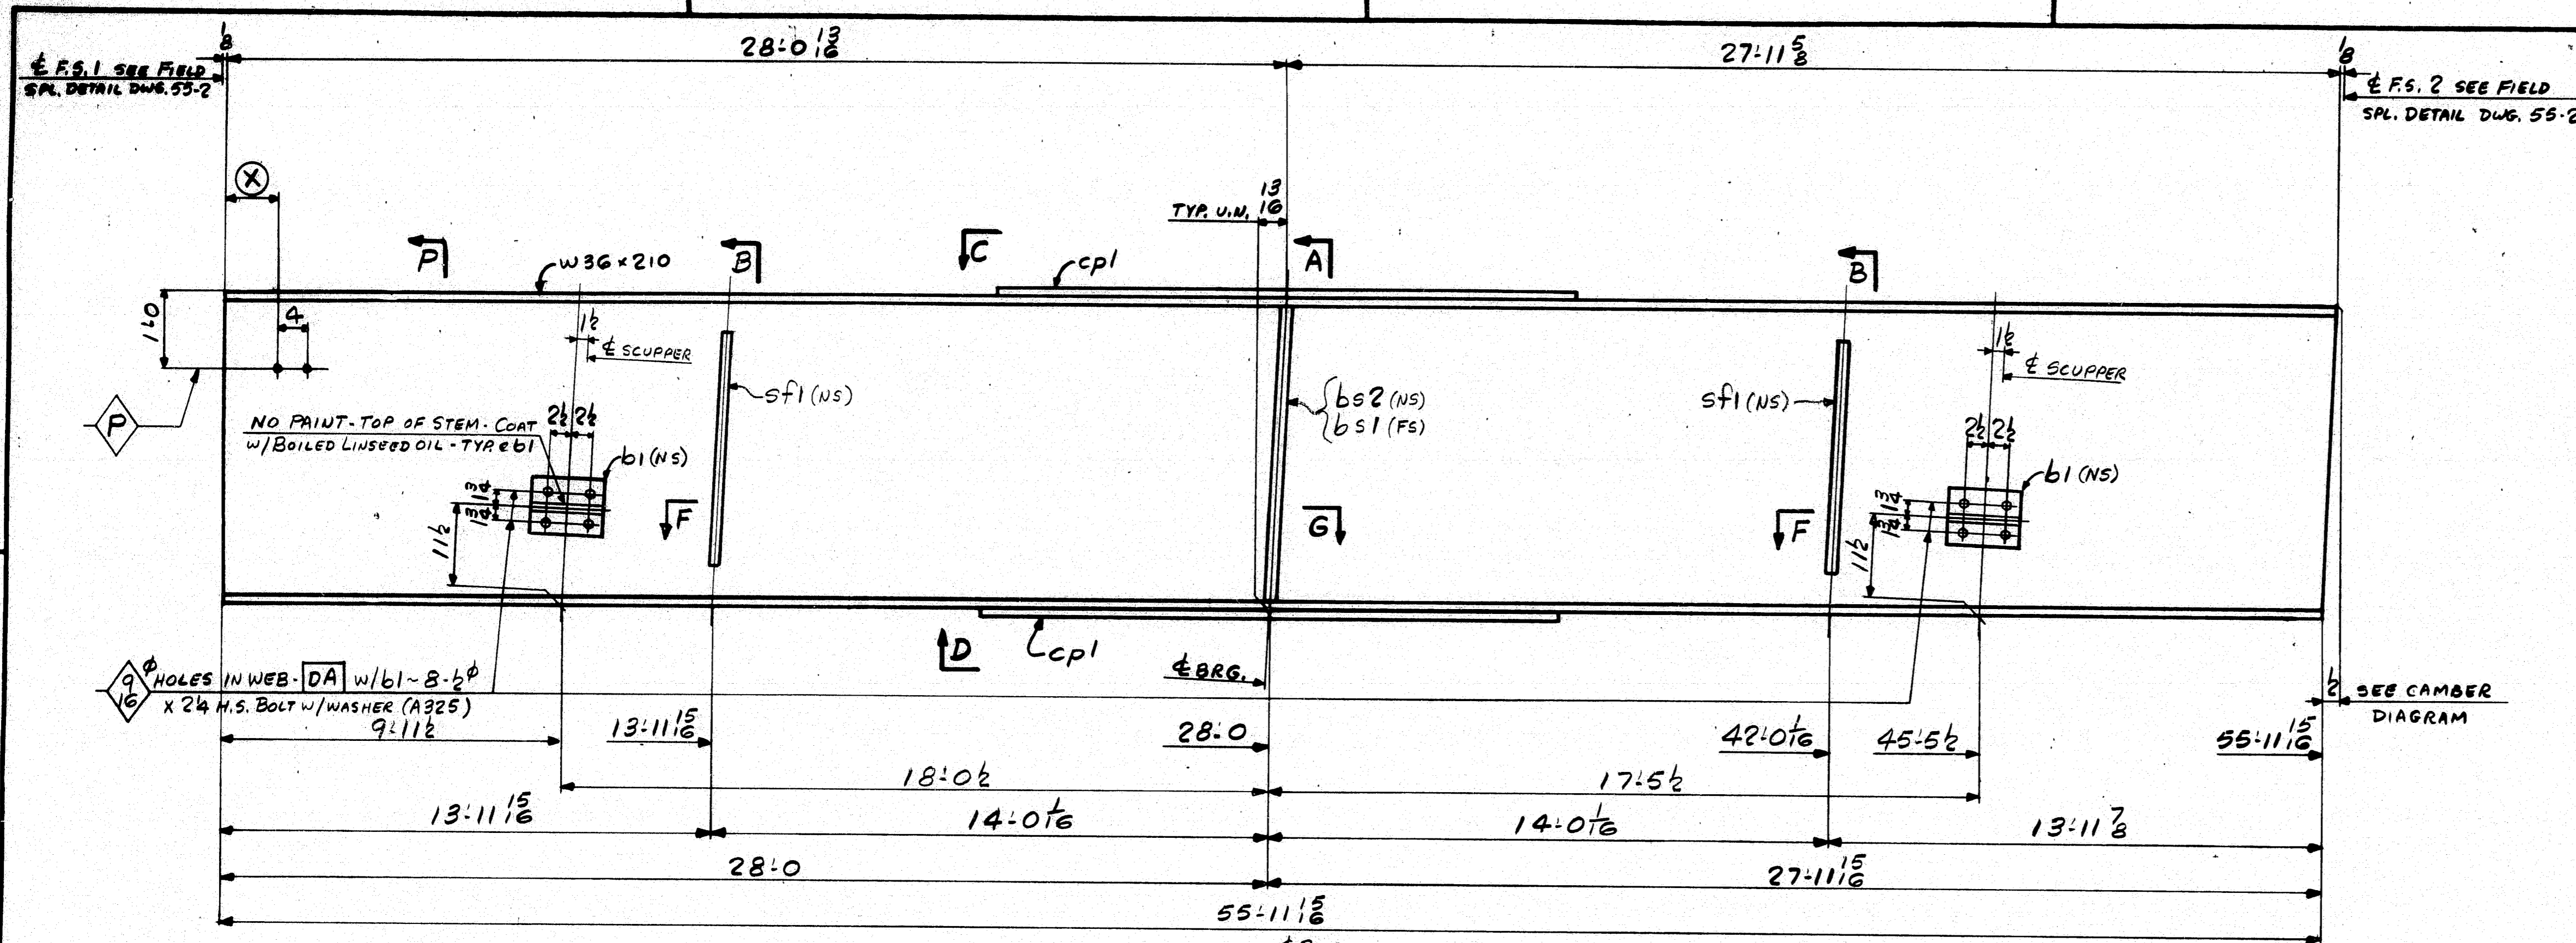 1/8
28'-0 13/16
27'-11 5/8
1/8
℄ F.S. 1 SEE FIELD
SPL. DETAIL DWG. 55-2
℄ F.S. 2 SEE FIELD
SPL. DETAIL DWG. 55-2
X
TYP. U.N.
13/16
P
B
C
A
B
W36×210
cp1
1'-0
4
1 1/2
℄ SCUPPER
1 1/2
℄ SCUPPER
P
sf1 (NS)
bs2 (NS)
bs1 (FS)
sf1 (NS)
NO PAINT - TOP OF STEM - COAT
W/BOILED LINSEED OIL - TYP. @ b1
2 1/2
2 1/2
b1 (NS)
2 1/2
2 1/2
b1 (NS)
1 3/4
1 3/4
11 1/2
F
G
F
1 3/4
1 3/4
11 1/2
D
cp1
℄ BRG.
9/16 ϕ HOLES IN WEB - DA W/b1 ~ 8 - 1/2 ϕ
X 2 1/4 H.S. BOLT W/WASHER (A325)
1/2
SEE CAMBER
DIAGRAM
9'-11 1/2
13'-11 15/16
28'-0
42'-0 1/16
45'-5 1/2
55'-11 15/16
18'-0 1/2
17'-5 1/2
13'-11 15/16
14'-0 1/16
14'-0 1/16
13'-11 7/8
28'-0
27'-11 15/16
55'-11 15/16